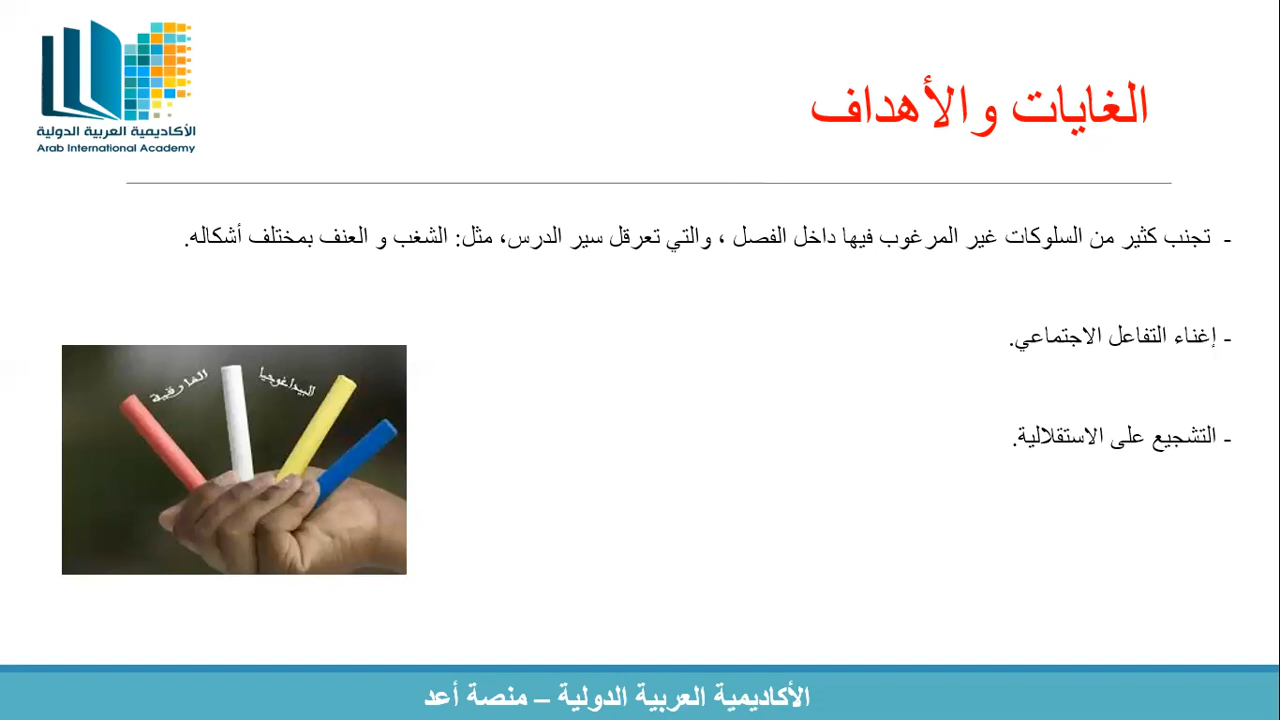 الأكاديمية العربية الدولية
Arab International Academy
الغايات والأهداف
- تجنب كثير من السلوكات غير المرغوب فيها داخل الفصل ، والتي تعرقل سير الدرس، مثل: الشغب و العنف بمختلف أشكاله.
- إغناء التفاعل الاجتماعي.
- التشجيع على الاستقلالية.
البيداغوجيا الفارقية
الأكاديمية العربية الدولية – منصة أعد